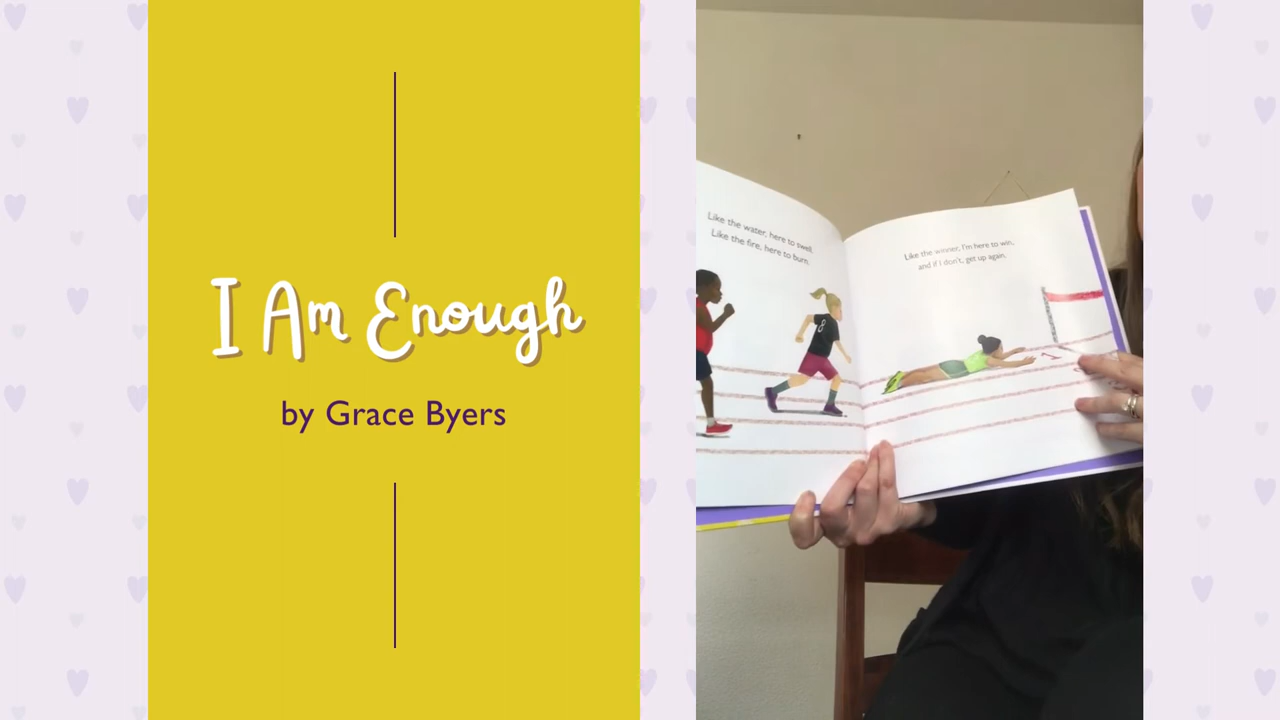 I Am Enough
by Grace Byers
Like the water, here to swell.
Like the fire, here to burn.
Like the winner, I'm here to win,
and if I don't, get up again.
8